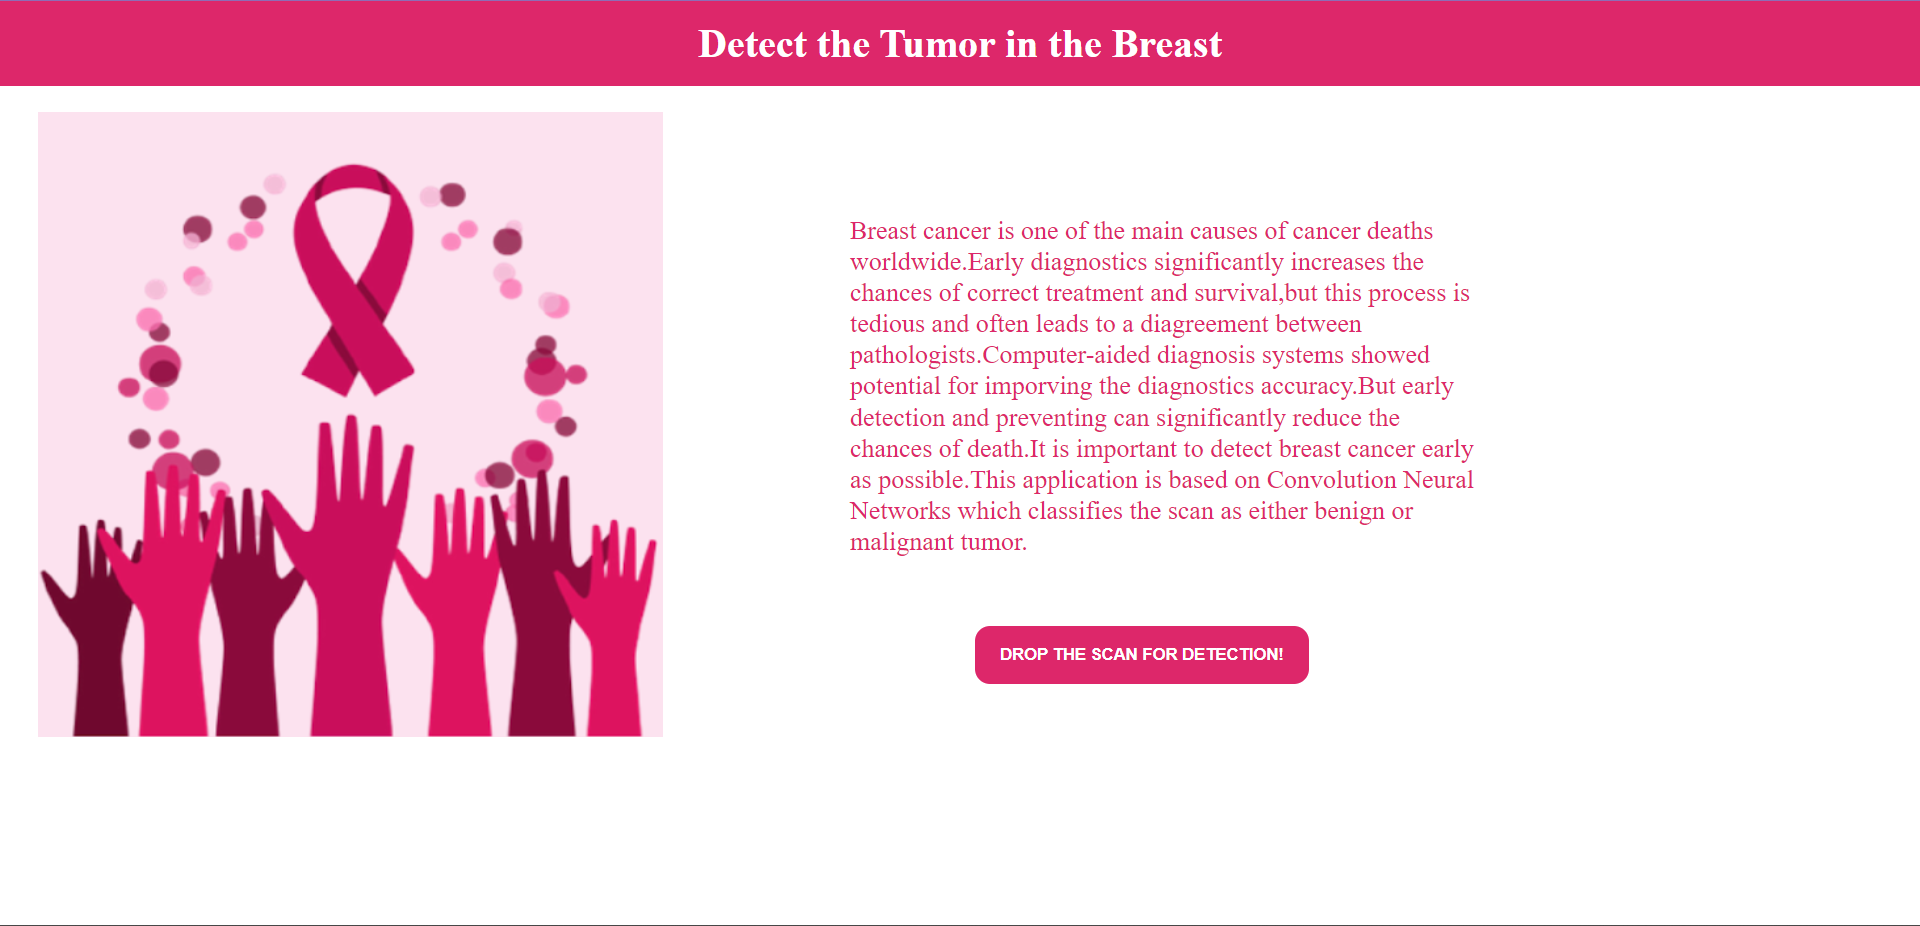 Detect the Tumor in the Breast
Breast cancer is one of the main causes of cancer deaths
worldwide.Early diagnostics significantly increases the
chances of correct treatment and survival,but this process is
tedious and often leads to a diagreement between
pathologists.Computer-aided diagnosis systems showed
potential for imporving the diagnostics accuracy.But early
detection and preventing can significantly reduce the
chances of death.It is important to detect breast cancer early
as possible.This application is based on Convolution Neural
Networks which classifies the scan as either benign or
malignant tumor.
DROP THE SCAN FOR DETECTION!